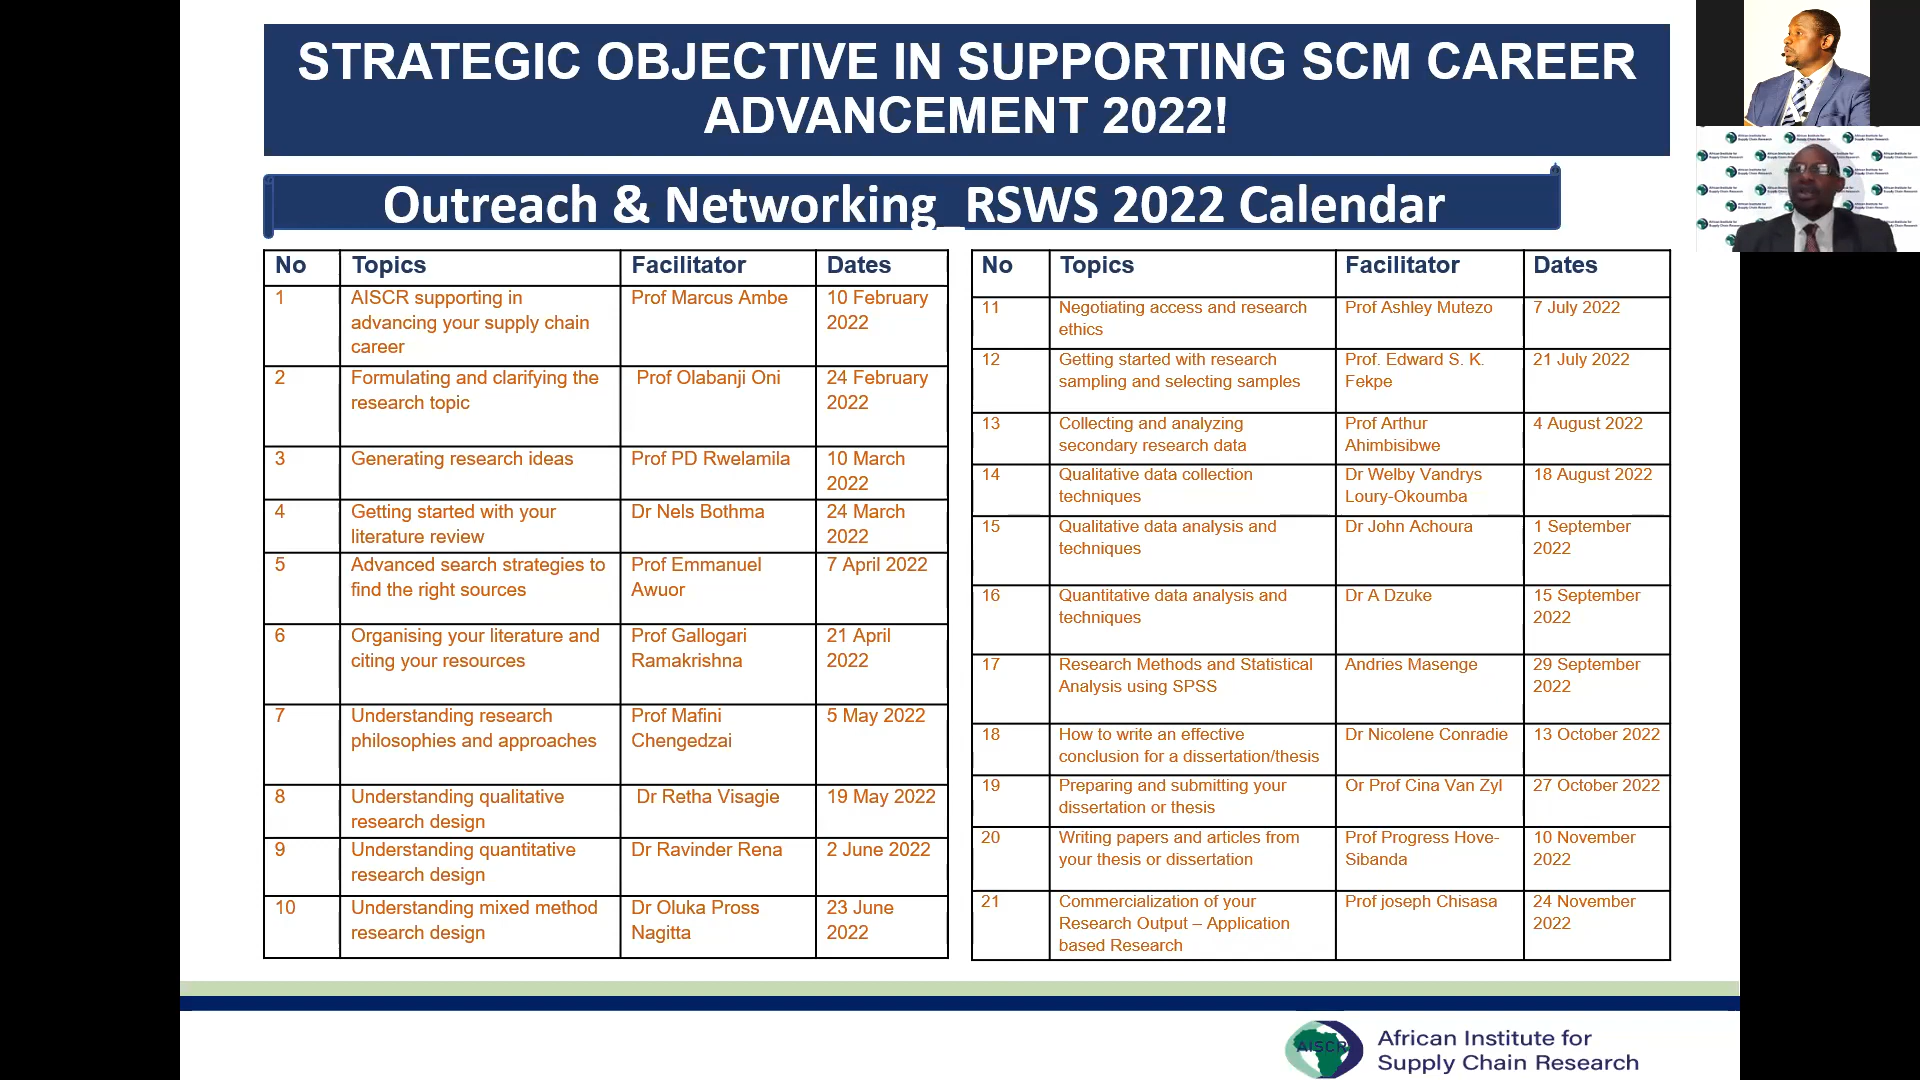 STRATEGIC OBJECTIVE IN SUPPORTING SCM CAREER
ADVANCEMENT 2022!
Outreach & Networking_RSWS 2022 Calendar
No Topics Facilitator Dates
1 AISCR supporting in advancing your supply chain career Prof Marcus Ambe 10 February 2022
2 Formulating and clarifying the research topic Prof Olabanji Oni 24 February 2022
3 Generating research ideas Prof PD Rwelamila 10 March 2022
4 Getting started with your literature review Dr Nels Bothma 24 March 2022
5 Advanced search strategies to find the right sources Prof Emmanuel Awuor 7 April 2022
6 Organising your literature and citing your resources Prof Gallogari Ramakrishna 21 April 2022
7 Understanding research philosophies and approaches Prof Mafini Chengedzai 5 May 2022
8 Understanding qualitative research design Dr Retha Visagie 19 May 2022
9 Understanding quantitative research design Dr Ravinder Rena 2 June 2022
10 Understanding mixed method research design Dr Oluka Pross Nagitta 23 June 2022
No Topics Facilitator Dates
11 Negotiating access and research ethics Prof Ashley Mutezo 7 July 2022
12 Getting started with research sampling and selecting samples Prof. Edward S. K. Fekpe 21 July 2022
13 Collecting and analyzing secondary research data Prof Arthur Ahimbisibwe 4 August 2022
14 Qualitative data collection techniques Dr Welby Vandrys Loury-Okoumba 18 August 2022
15 Qualitative data analysis and techniques Dr John Achoura 1 September 2022
16 Quantitative data analysis and techniques Dr A Dzuke 15 September 2022
17 Research Methods and Statistical Analysis using SPSS Andries Masenge 29 September 2022
18 How to write an effective conclusion for a dissertation/thesis Dr Nicolene Conradie 13 October 2022
19 Preparing and submitting your dissertation or thesis Or Prof Cina Van Zyl 27 October 2022
20 Writing papers and articles from your thesis or dissertation Prof Progress Hove-Sibanda 10 November 2022
21 Commercialization of your Research Output – Application based Research Prof joseph Chisasa 24 November 2022
AISCR
African Institute for
Supply Chain Research